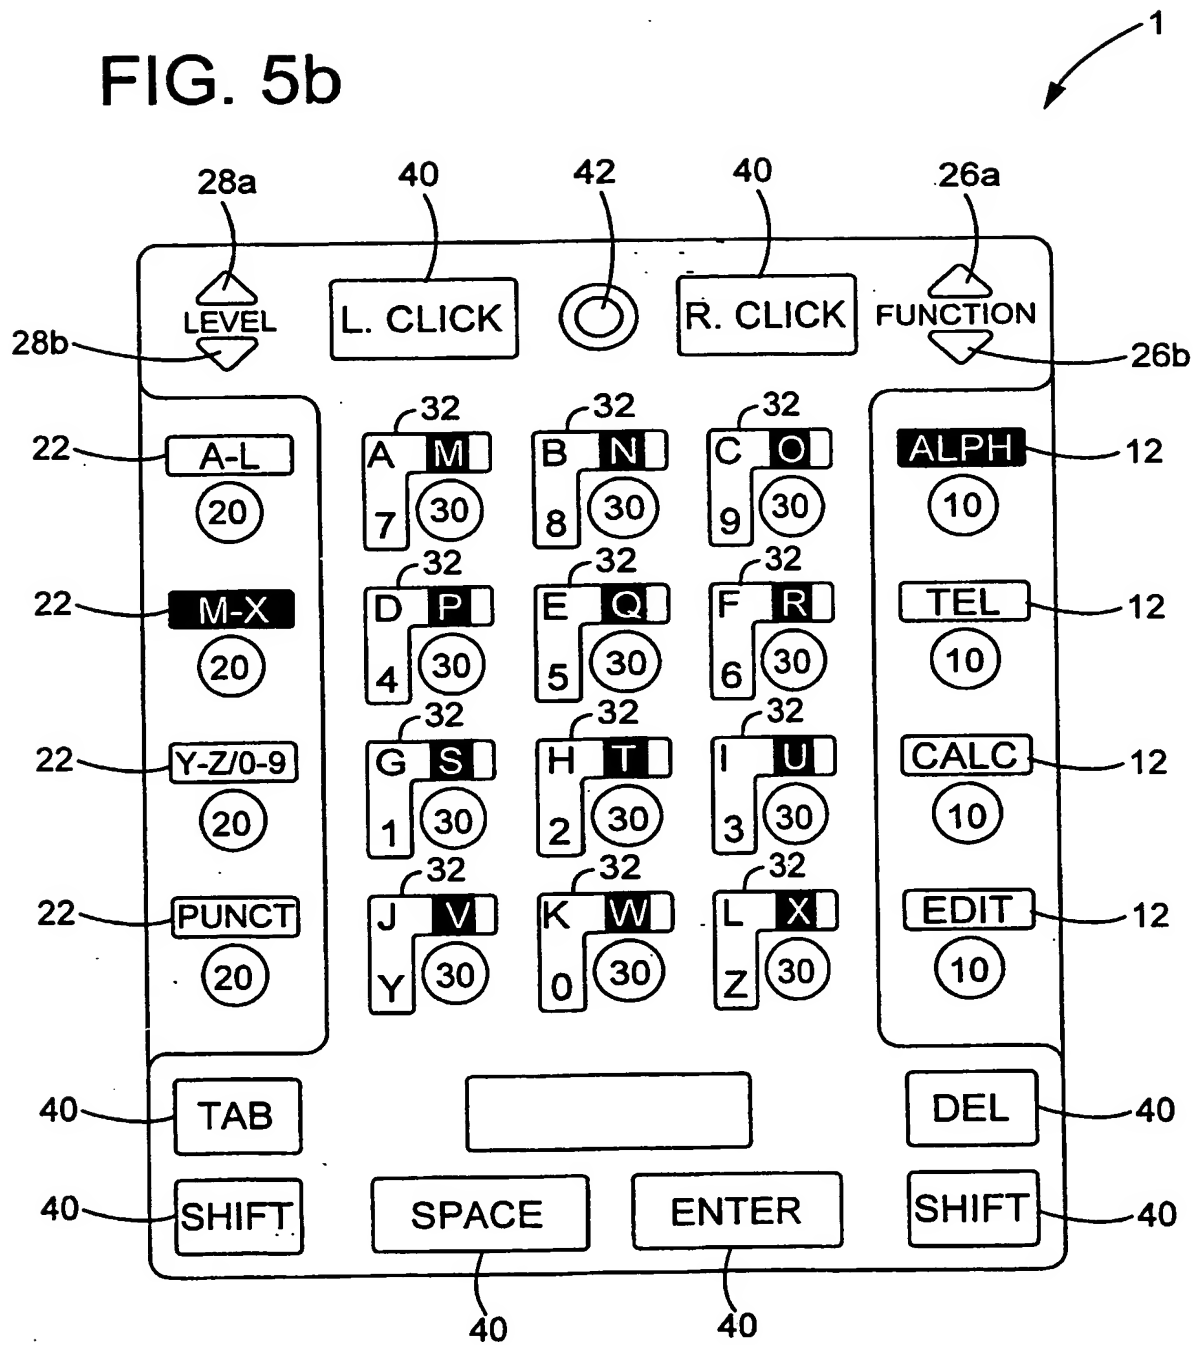 1
FIG. 5b
28a 40 42 40 26a
LEVEL L. CLICK R. CLICK FUNCTION
28b 26b
32 32 32
22 A-L A M B N O C ALPH 12
20 7 30 8 30 9 30 10
32 32 32
22 M-X D P E Q F R TEL 12
20 4 30 5 30 6 30 10
32 32 32
22 Y-Z/0-9 G S H T I U CALC 12
20 1 30 2 30 3 30 10
32 32 32
22 PUNCT J V K W L X EDIT 12
20 Y 30 0 30 Z 30 10
40 TAB DEL 40
40 SHIFT SPACE ENTER SHIFT 40
40 40